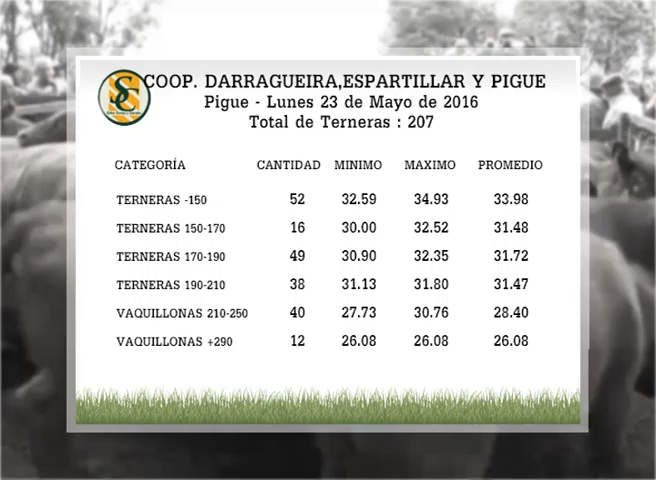 COOP. DARRAGUEIRA,ESPARTILLAR Y PIGUE
Pigue - Lunes 23 de Mayo de 2016
Total de Terneras : 207
CATEGORÍA CANTIDAD MINIMO MAXIMO PROMEDIO
TERNERAS -150 52 32.59 34.93 33.98
TERNERAS 150-170 16 30.00 32.52 31.48
TERNERAS 170-190 49 30.90 32.35 31.72
TERNERAS 190-210 38 31.13 31.80 31.47
VAQUILLONAS 210-250 40 27.73 30.76 28.40
VAQUILLONAS +290 12 26.08 26.08 26.08